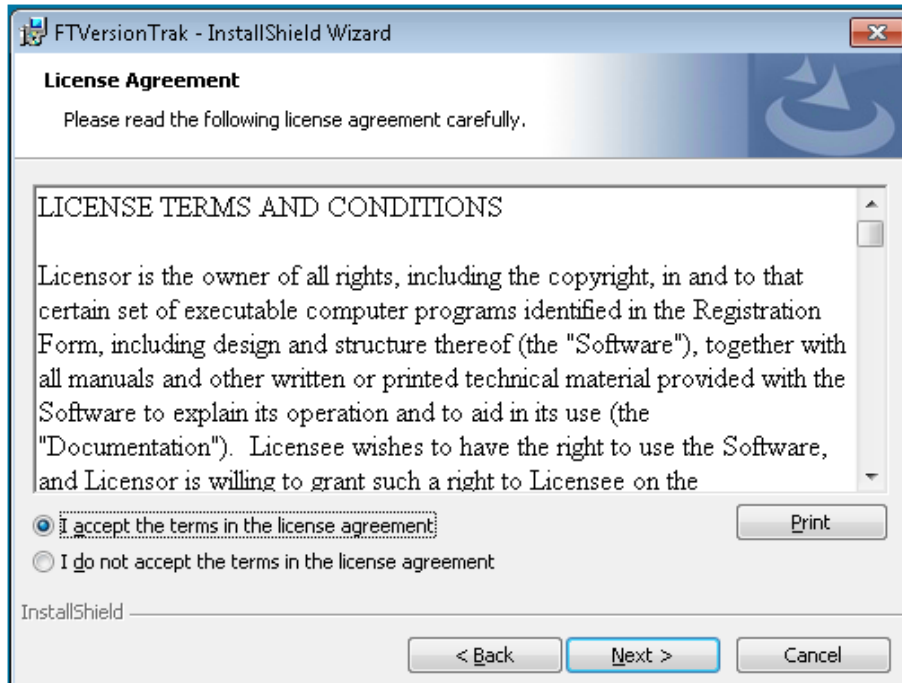 FTVersionTrak - InstallShield Wizard
License Agreement
Please read the following license agreement carefully.
LICENSE TERMS AND CONDITIONS
Licensor is the owner of all rights, including the copyright, in and to that
certain set of executable computer programs identified in the Registration
Form, including design and structure thereof (the "Software"), together with
all manuals and other written or printed technical material provided with the
Software to explain its operation and to aid in its use (the
"Documentation"). Licensee wishes to have the right to use the Software,
and Licensor is willing to grant such a right to Licensee on the
I accept the terms in the license agreement
Print
I do not accept the terms in the license agreement
InstallShield
< Back
Next >
Cancel